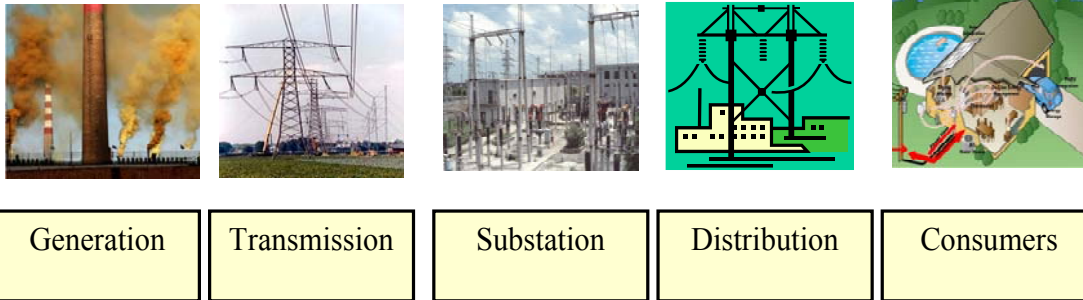 Generation
Transmission
Substation
Distribution
Consumers